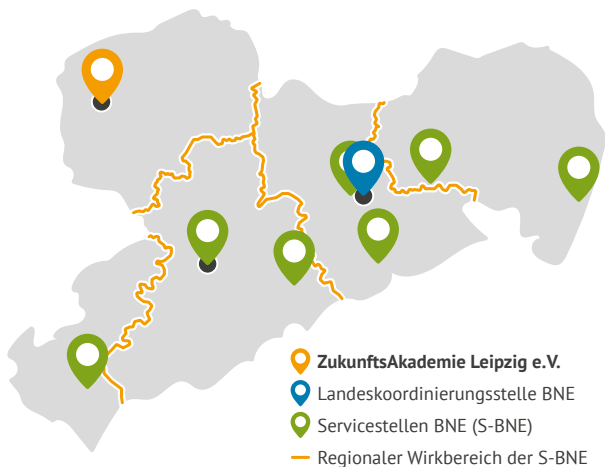 ZukunftsAkademie Leipzig e.V.
Landeskoordinierungsstelle BNE
Servicestellen BNE (S-BNE)
Regionaler Wirkbereich der S-BNE